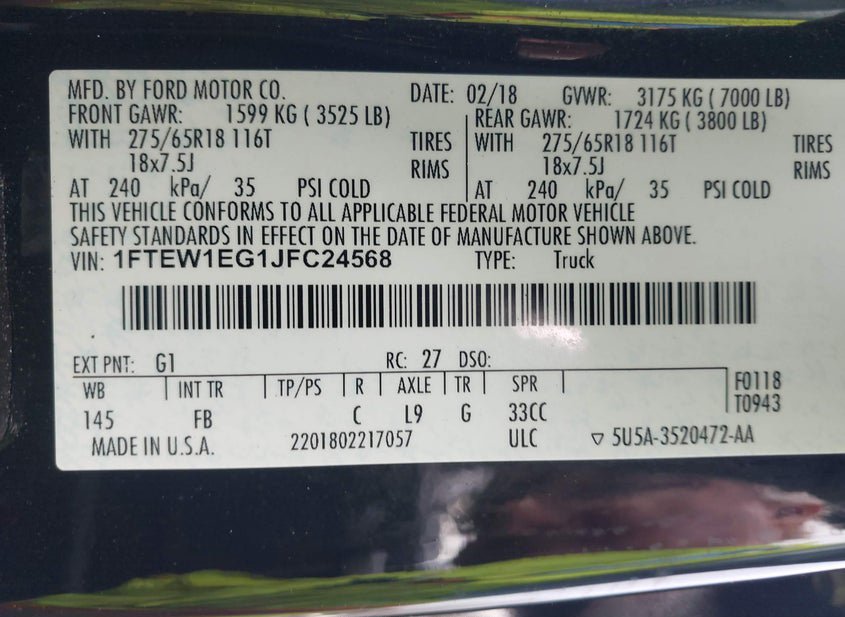 MFD. BY FORD MOTOR CO. DATE: 02/18 GVWR: 3175 KG ( 7000 LB)
FRONT GAWR: 1599 KG ( 3525 LB) REAR GAWR: 1724 KG ( 3800 LB)
WITH 275/65R18 116T TIRES WITH 275/65R18 116T TIRES
18x7.5J RIMS 18x7.5J RIMS
AT 240 kPa/ 35 PSI COLD AT 240 kPa/ 35 PSI COLD
THIS VEHICLE CONFORMS TO ALL APPLICABLE FEDERAL MOTOR VEHICLE
SAFETY STANDARDS IN EFFECT ON THE DATE OF MANUFACTURE SHOWN ABOVE.
VIN: 1FTEW1EG1JFC24568 TYPE: Truck
EXT PNT: G1 RC: 27 DSO:
WB INT TR TP/PS R AXLE TR SPR F0118
145 FB C L9 G 33CC T0943
MADE IN U.S.A. 2201802217057 ULC ▽ 5U5A-3520472-AA